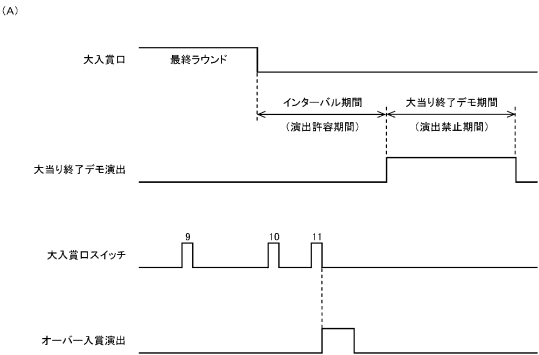 (A)
大入賞口
最終ラウンド
インターバル期間
大当り終了デモ期間
(演出許容期間)
(演出禁止期間)
大当り終了デモ演出
9
10
11
大入賞口スイッチ
オーバー入賞演出